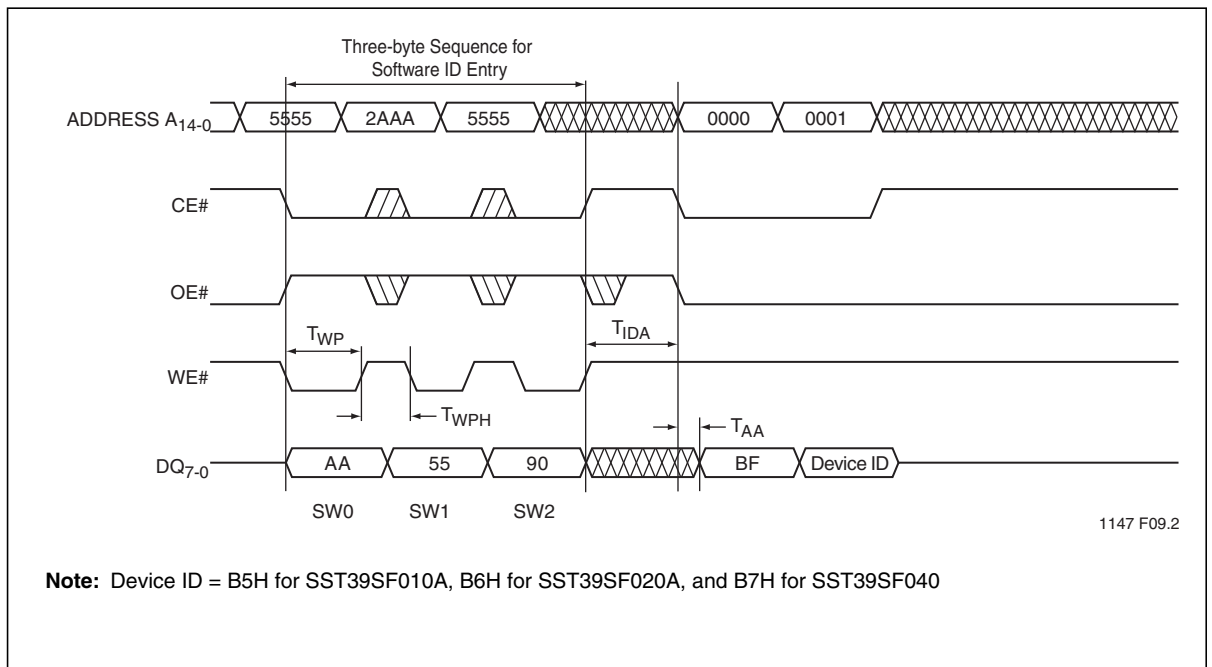 Three-byte Sequence for
Software ID Entry
ADDRESS A14-0
5555 2AAA 5555 0000 0001
CE#
OE#
TWP TIDA
WE#
TWPH TAA
DQ7-0
AA 55 90 BF Device ID
SW0 SW1 SW2
1147 F09.2
Note: Device ID = B5H for SST39SF010A, B6H for SST39SF020A, and B7H for SST39SF040